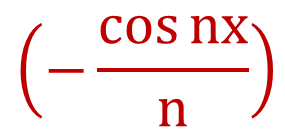 (− cos nx / n)